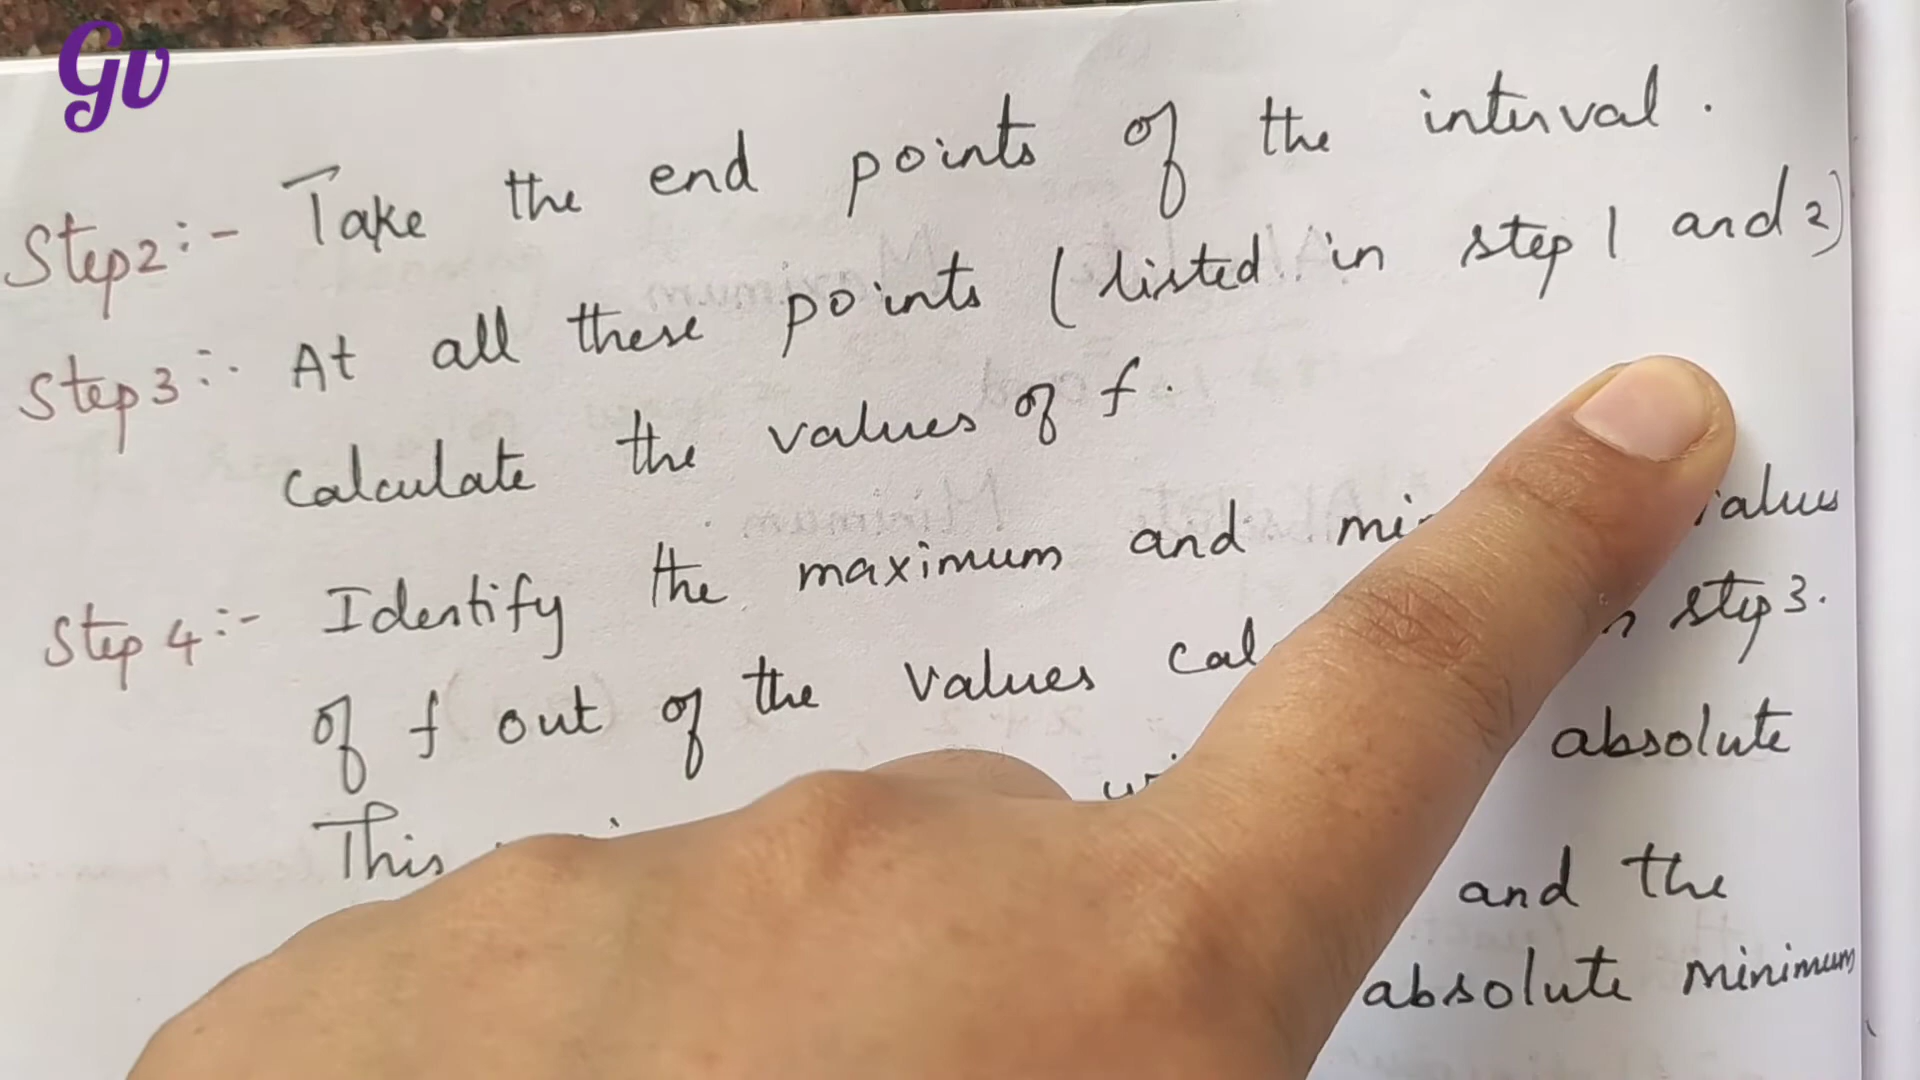 Gv
Step2:- Take the end points of the interval.
Step3:- At all these points (listed in step 1 and 2)
calculate the values of f.
Step 4:- Identify the maximum and
of f out of the values step 3.
This absolute
and the
absolute minimum